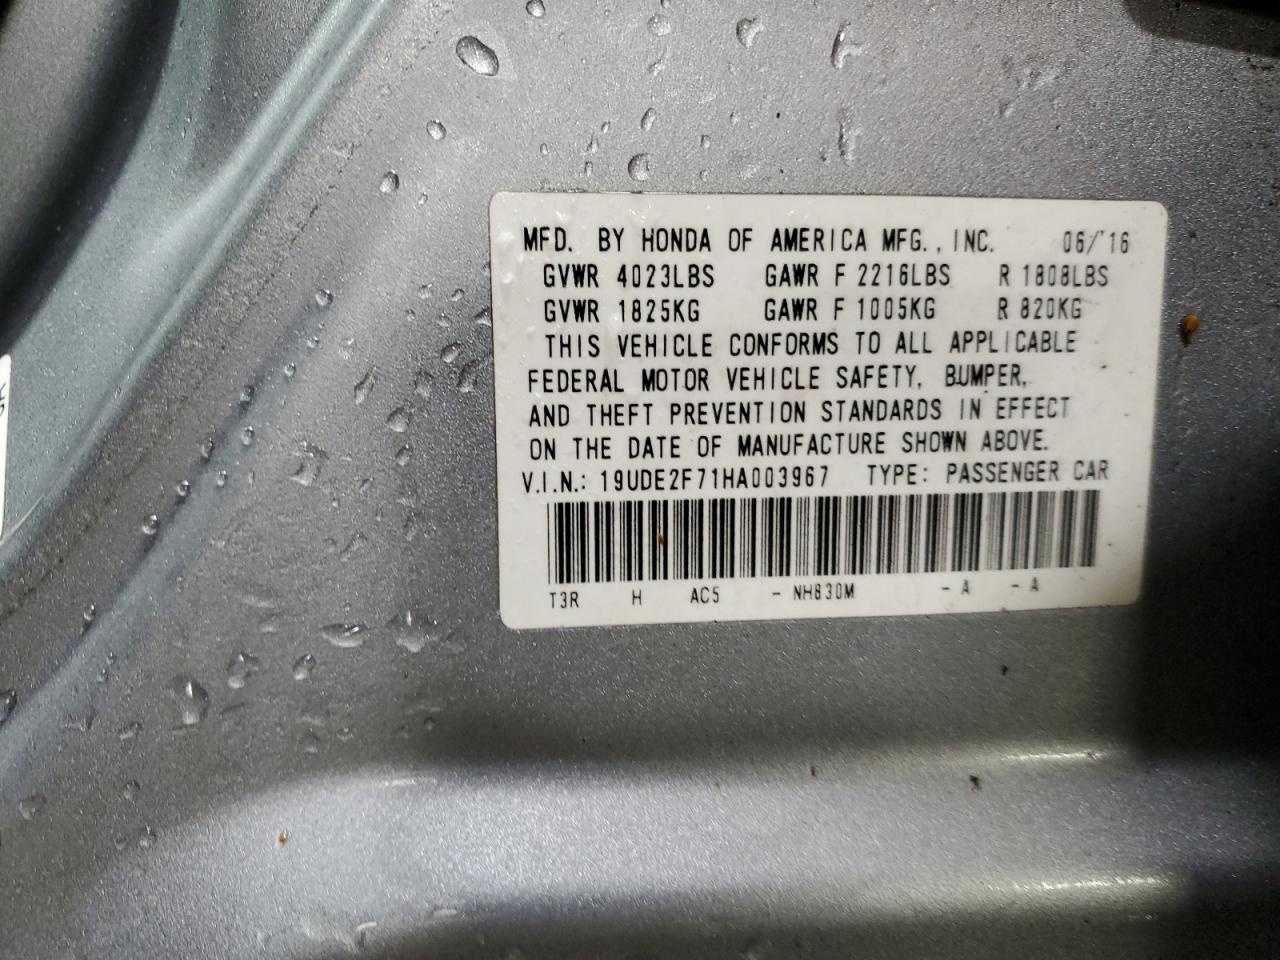 MFD. BY HONDA OF AMERICA MFG., INC. 06/'16
GVWR 4023LBS GAWR F 2216LBS R 1808LBS
GVWR 1825KG GAWR F 1005KG R 820KG
THIS VEHICLE CONFORMS TO ALL APPLICABLE
FEDERAL MOTOR VEHICLE SAFETY, BUMPER,
AND THEFT PREVENTION STANDARDS IN EFFECT
ON THE DATE OF MANUFACTURE SHOWN ABOVE.
V.I.N.: 19UDE2F71HA003967 TYPE: PASSENGER CAR
T3R H AC5 - NH830M - A - A